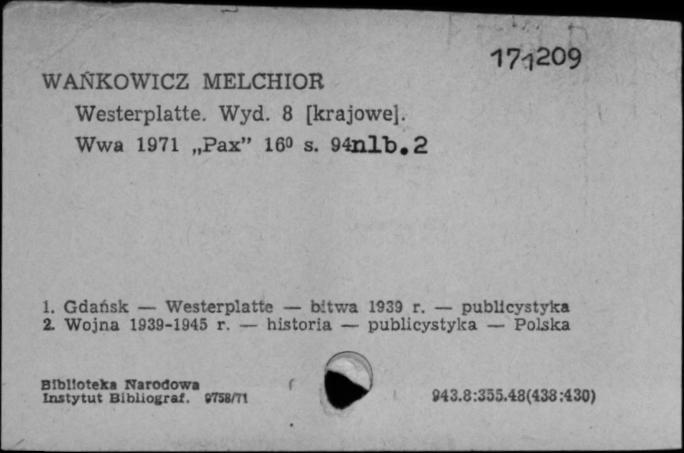 171209
WAŃKOWICZ MELCHIOR
Westerplatte. Wyd. 8 [krajowe].
Wwa 1971 „Pax” 16⁰ s. 94nlb.2
1. Gdańsk — Westerplatte — bitwa 1939 r. — publicystyka
2. Wojna 1939-1945 r. — historia — publicystyka — Polska
Biblioteka Narodowa
Instytut Bibliograf. 9758/71 943.8:355.48(438:430)